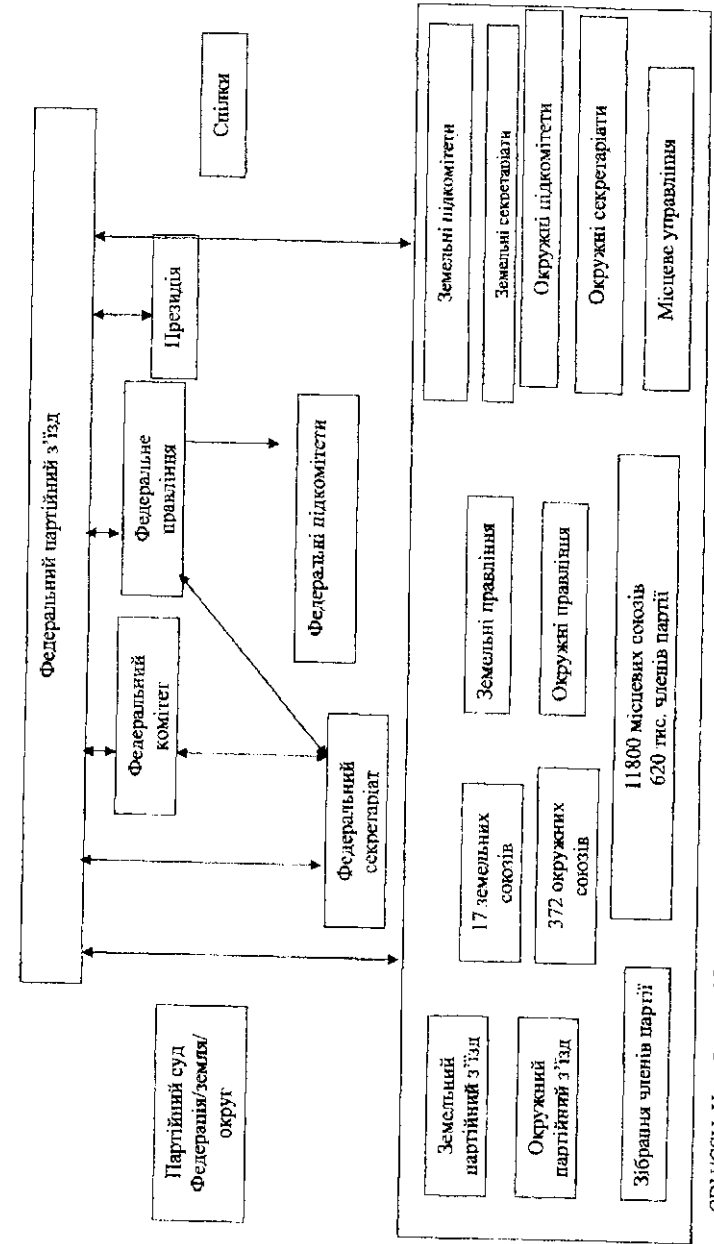 Федеральний партійний з’їзд
Партійний суд
Федерація/земля/
округ
Федеральний
комітет
Федеральне
правління
Президія
Спілки
Федеральний
секретаріат
Федеральні підкомітети
Земельний
партійний з’їзд
17 земельних
союзів
Земельні правління
Земельні підкомітети
Земельні секретаріати
Окружний
партійний з’їзд
372 окружних
союзів
Окружні правління
Окружні підкомітети
Окружні секретаріати
Зібрання членів партії
11800 місцевих союзів
620 тис. членів партії
Місцеве управління